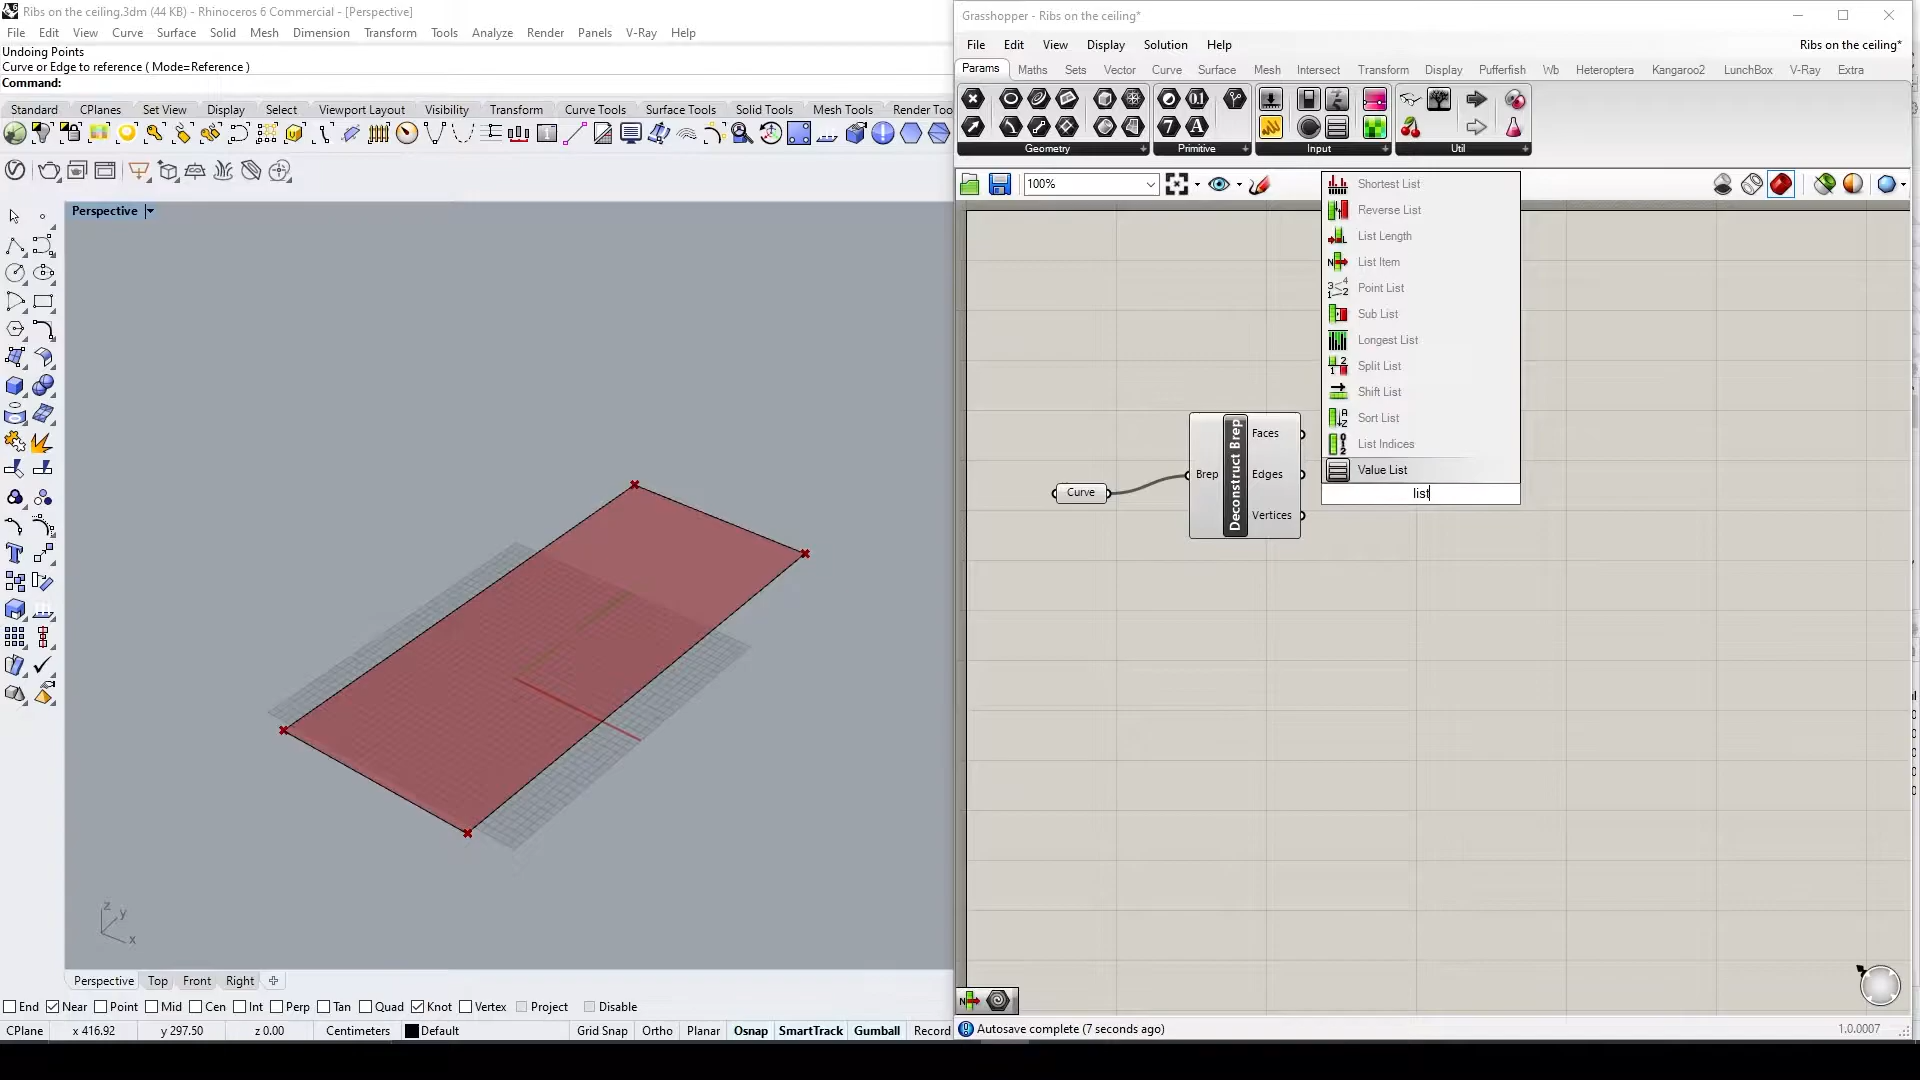 Ribs on the ceiling.3dm (44 KB) - Rhinoceros 6 Commercial - [Perspective]
File Edit View Curve Surface Solid Mesh Dimension Transform Tools Analyze Render Panels V-Ray Help
Undoing Points
Curve or Edge to reference ( Mode=Reference )
Command:
Standard CPlanes Set View Display Select Viewport Layout Visibility Transform Curve Tools Surface Tools Solid Tools Mesh Tools Render Too
Perspective
z
y
x
Perspective Top Front Right
End Near Point Mid Cen Int Perp Tan Quad Knot Vertex Project Disable
CPlane x 416.92 y 297.50 z 0.00 Centimeters Default Grid Snap Ortho Planar Osnap SmartTrack Gumball Record
Grasshopper - Ribs on the ceiling*
File Edit View Display Solution Help Ribs on the ceiling*
Params Maths Sets Vector Curve Surface Mesh Intersect Transform Display Pufferfish Wb Heteroptera Kangaroo2 LunchBox V-Ray Extra
Geometry Primitive Input Util
100%
Shortest List
Reverse List
List Length
List Item
Point List
Sub List
Longest List
Split List
Shift List
Sort List
List Indices
Value List
list
Curve
Brep
Deconstruct Brep
Faces
Edges
Vertices
Autosave complete (7 seconds ago) 1.0.0007